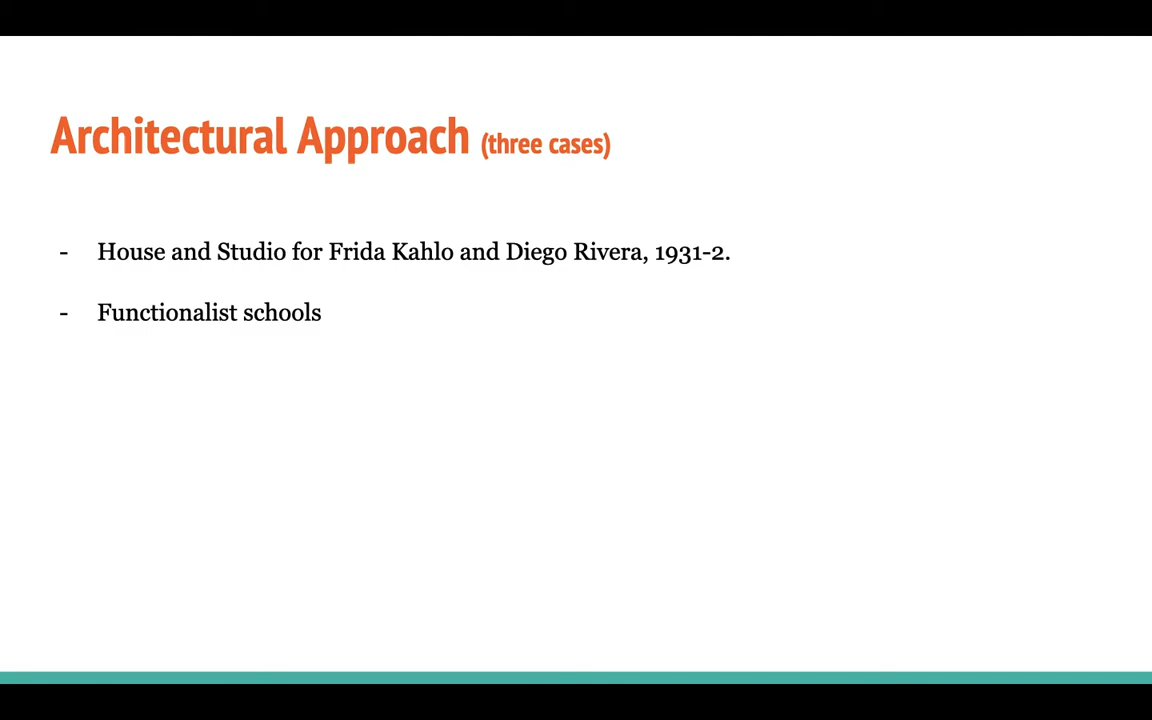 Architectural Approach (three cases)
- House and Studio for Frida Kahlo and Diego Rivera, 1931-2.
- Functionalist schools